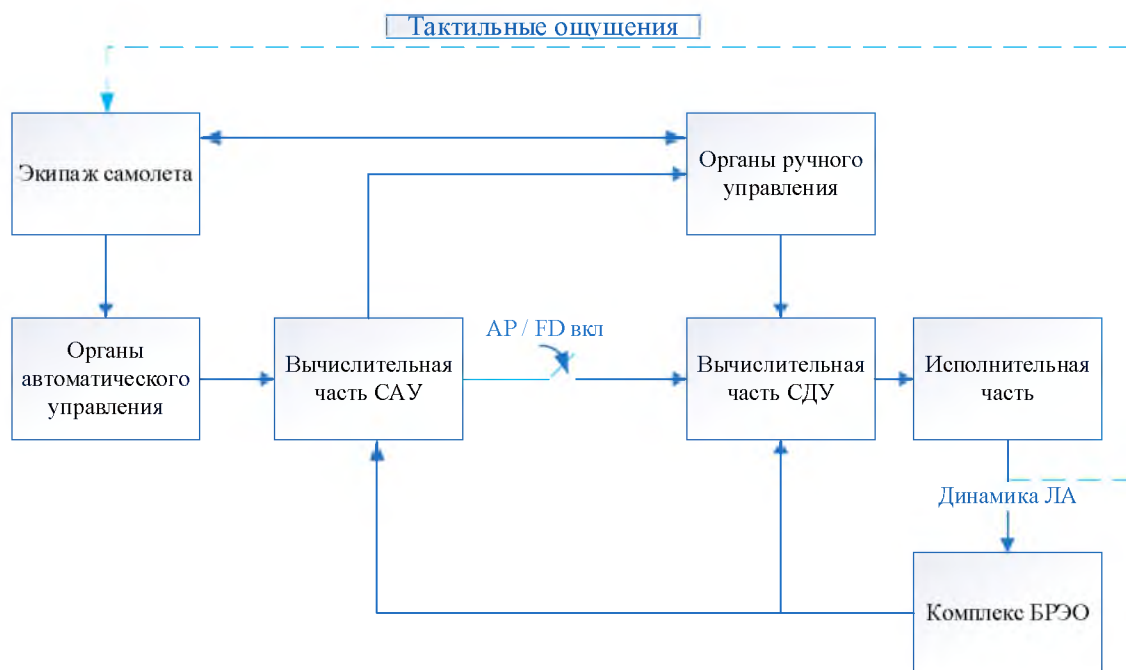 Тактильные ощущения
Экипаж самолета
Органы ручного
управления
AP / FD вкл
Органы
автоматического
управления
Вычислительная
часть САУ
Вычислительная
часть СДУ
Исполнительная
часть
Динамика ЛА
Комплекс БРЭО